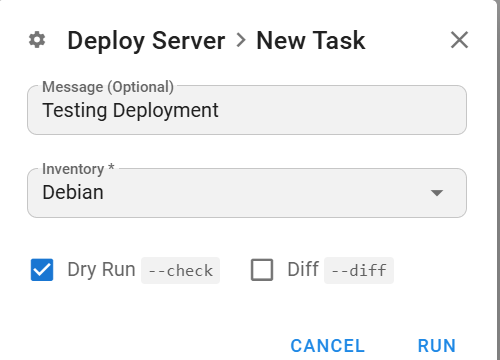 Deploy Server > New Task
Message (Optional)
Testing Deployment
Inventory *
Debian
Dry Run --check Diff --diff
CANCEL RUN